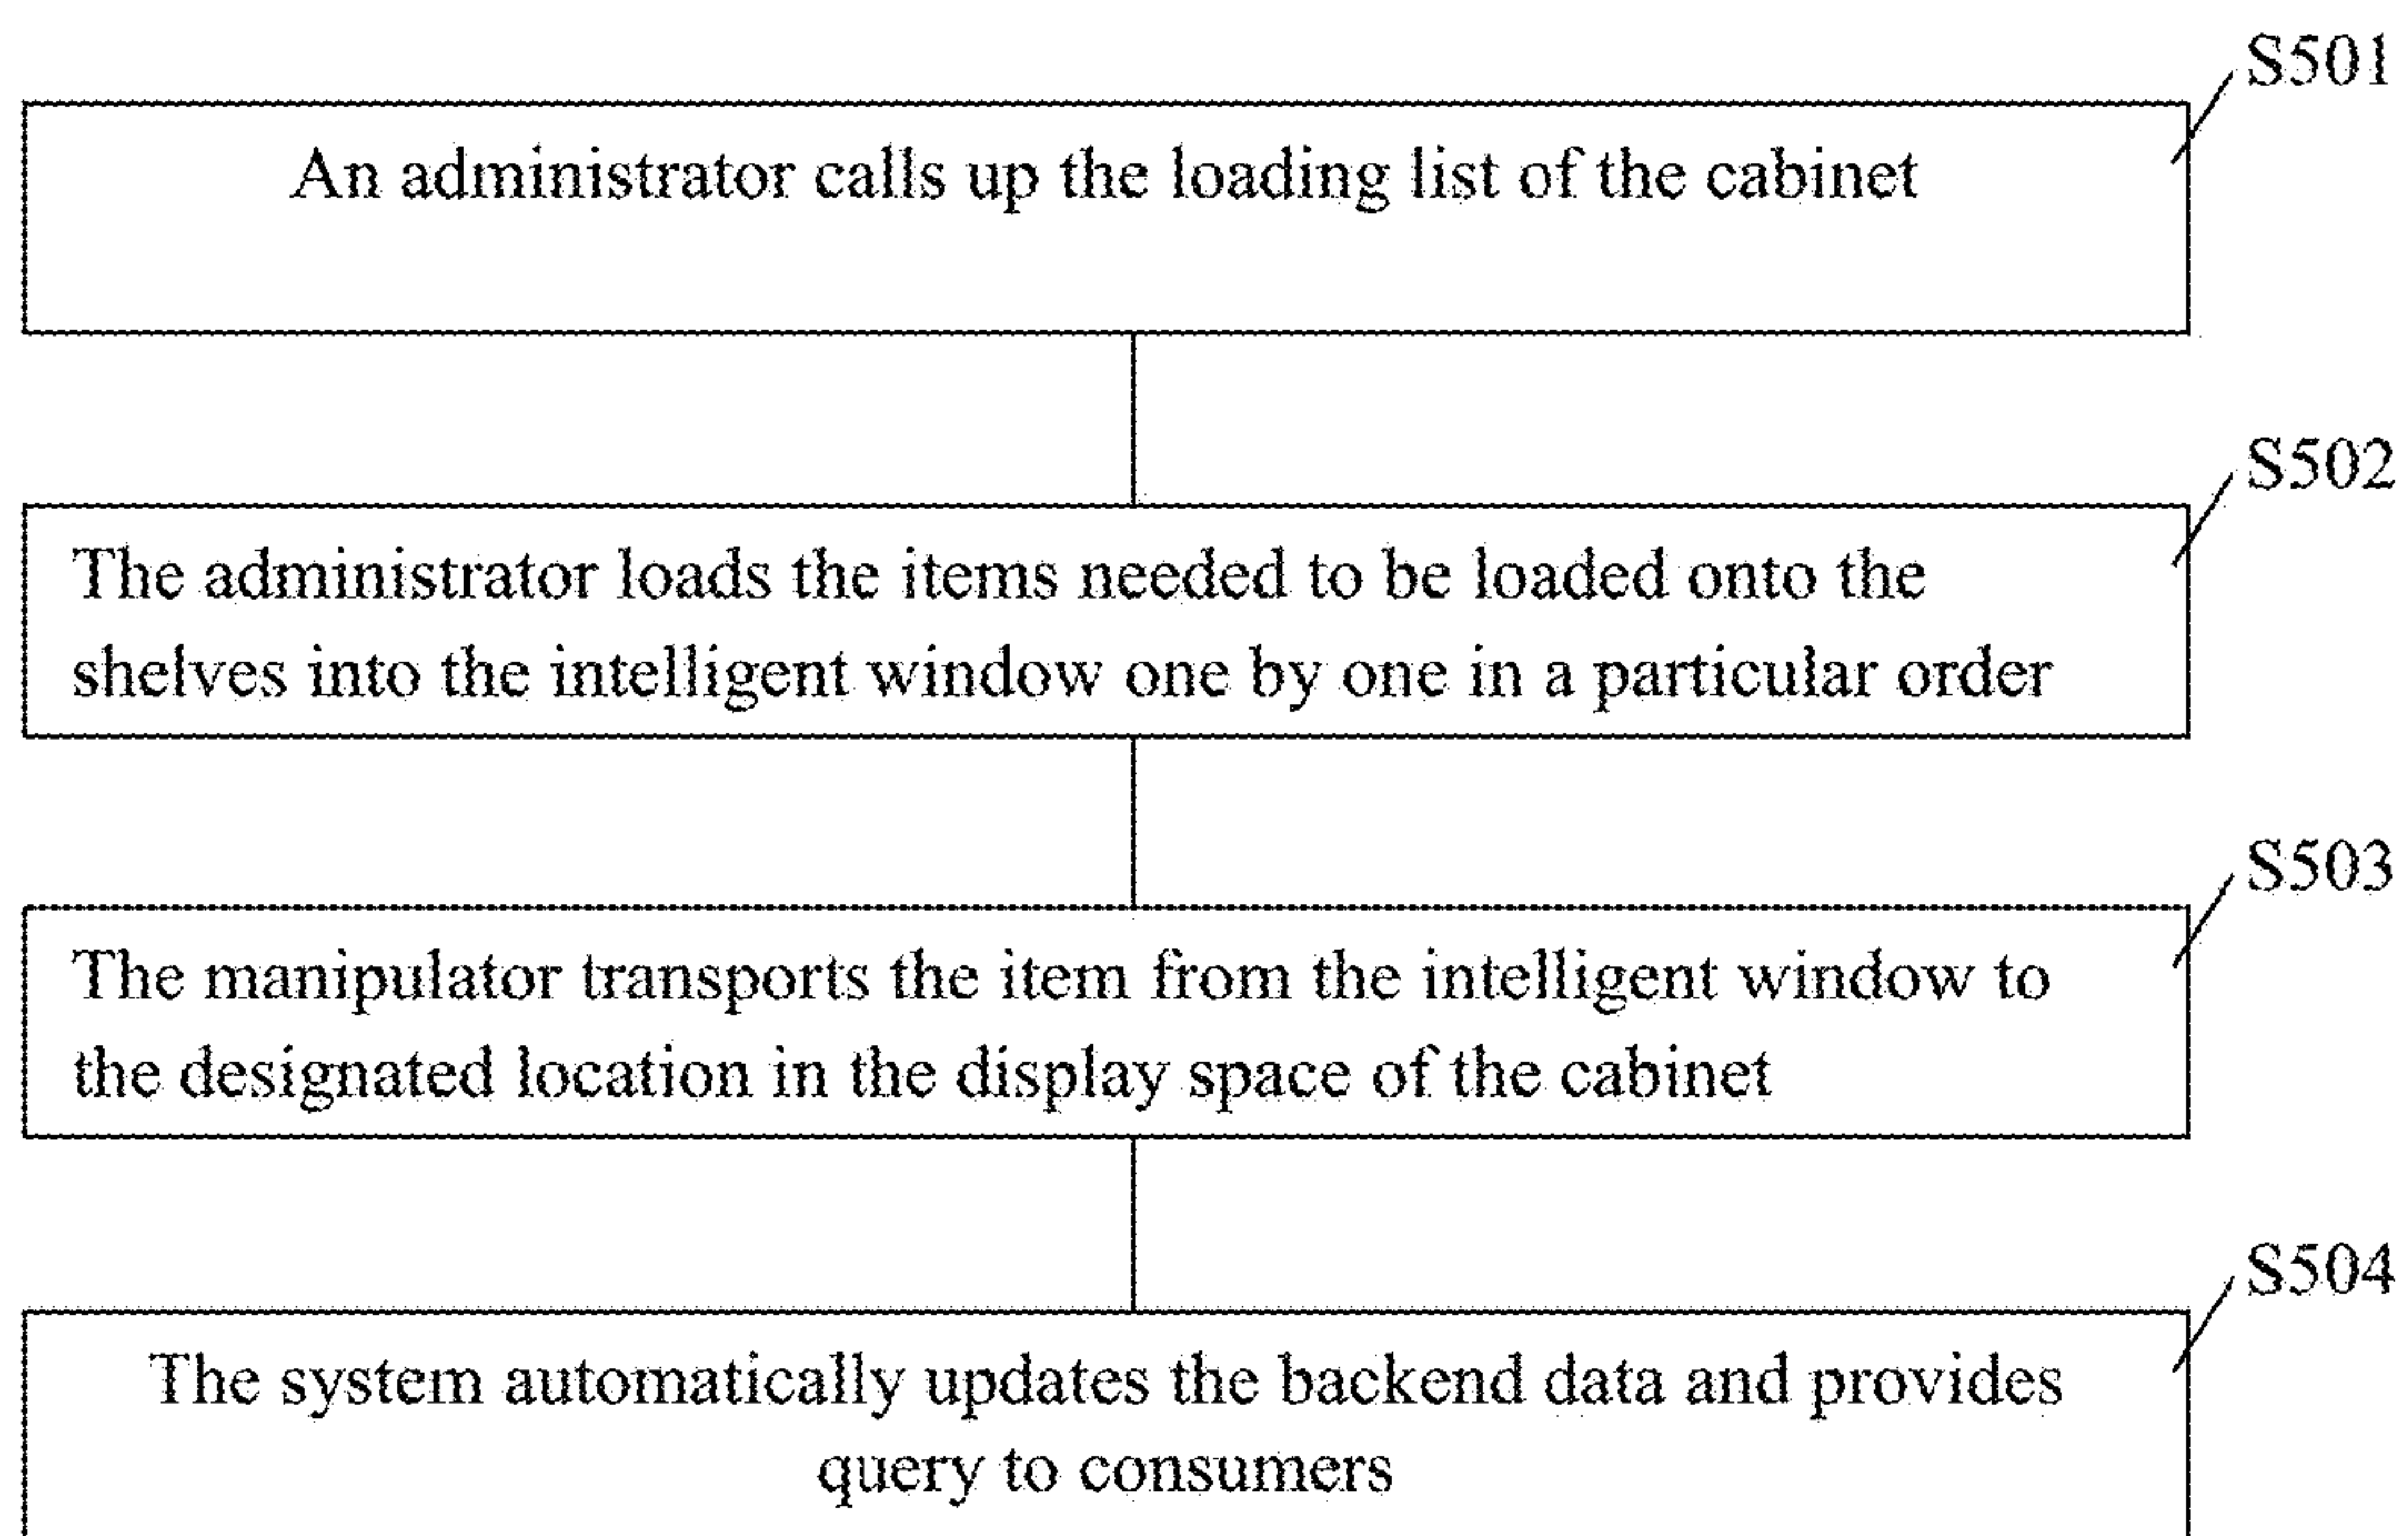 S501
An administrator calls up the loading list of the cabinet
S502
The administrator loads the items needed to be loaded onto the
shelves into the intelligent window one by one in a particular order
S503
The manipulator transports the item from the intelligent window to
the designated location in the display space of the cabinet
S504
The system automatically updates the backend data and provides
query to consumers